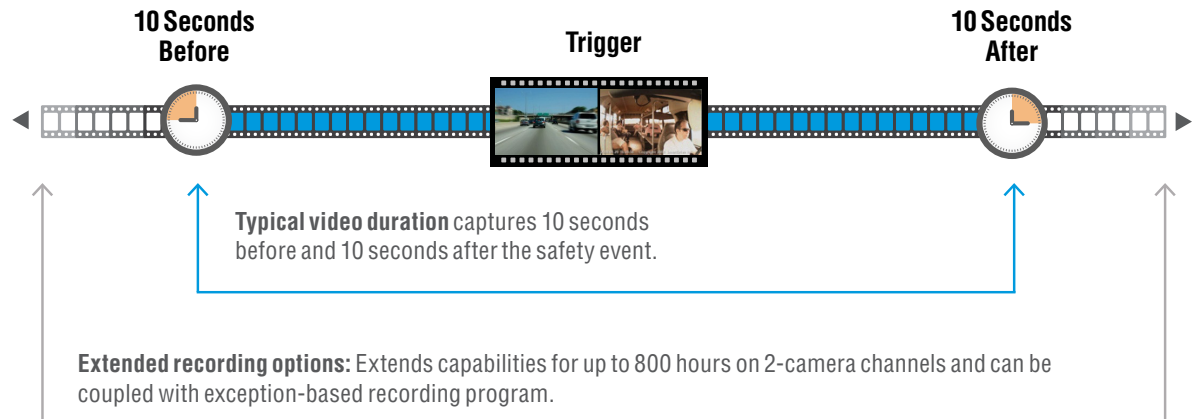 10 Seconds
Before
Trigger
10 Seconds
After
Typical video duration captures 10 seconds
before and 10 seconds after the safety event.
Extended recording options: Extends capabilities for up to 800 hours on 2-camera channels and can be
coupled with exception-based recording program.